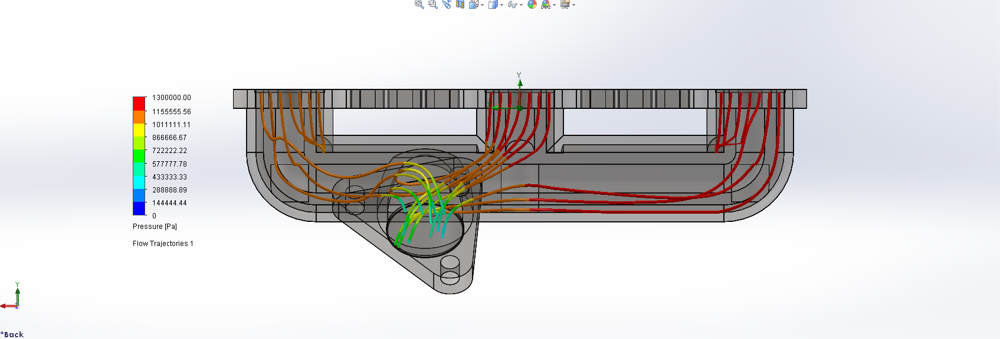 Y
1300000.00
1155555.56
1011111.11
866666.67
722222.22
577777.78
433333.33
288888.89
144444.44
0
Pressure [Pa]
Flow Trajectories 1
Y
Z
*Back